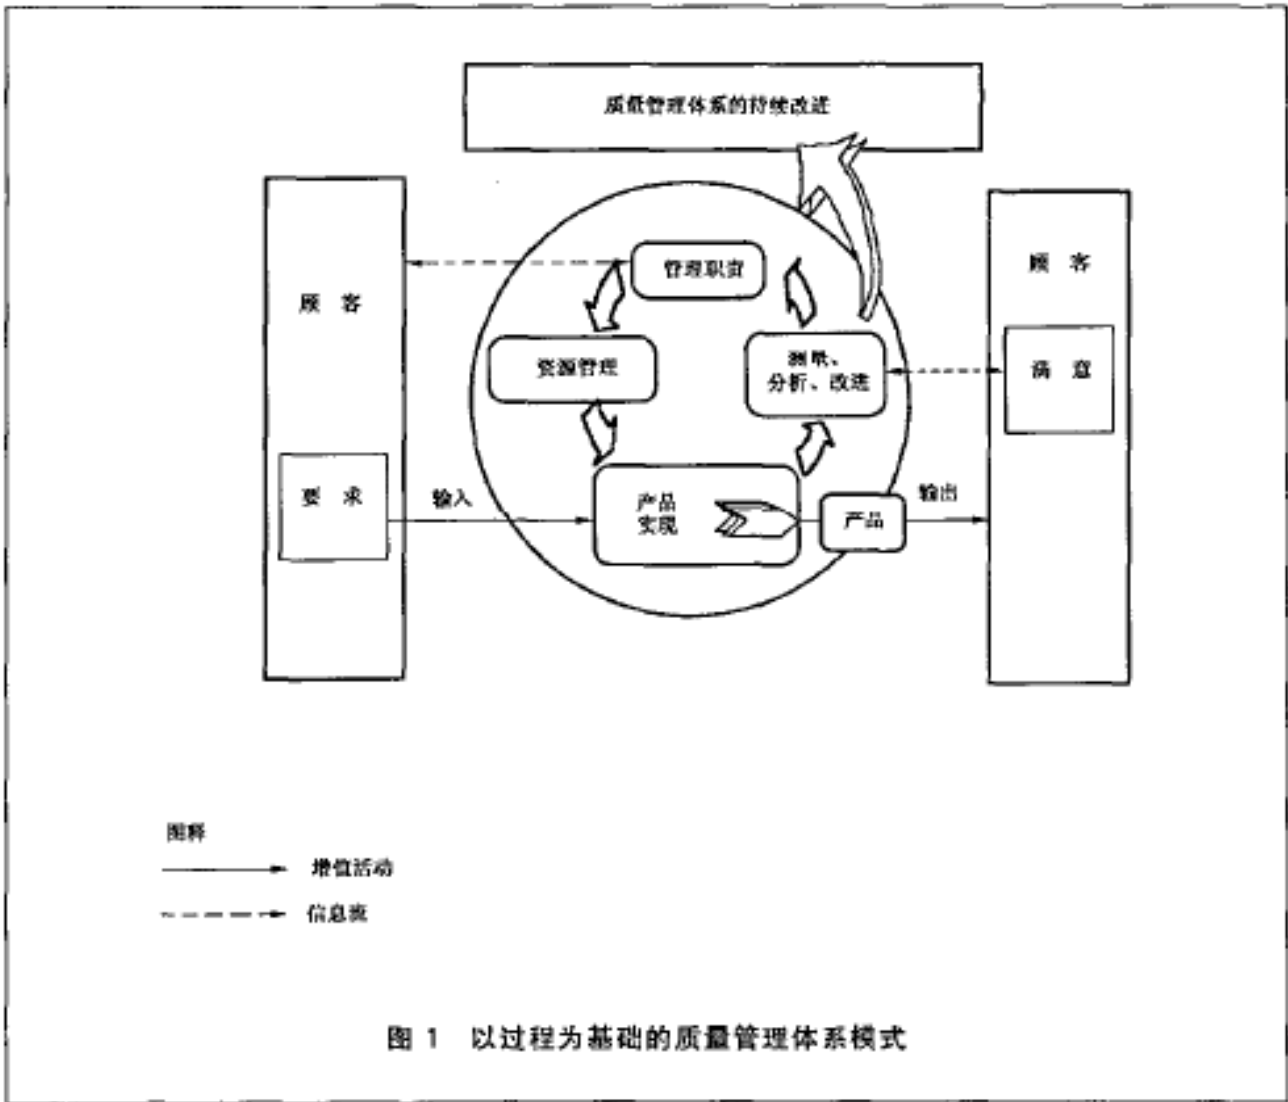 质量管理体系的持续改进
顾 客
管理职责
顾 客
资源管理
测量、
分析、改进
满 意
要 求
输入
产品
实现
产品
输出
图释
增值活动
信息流
图 1 以过程为基础的质量管理体系模式